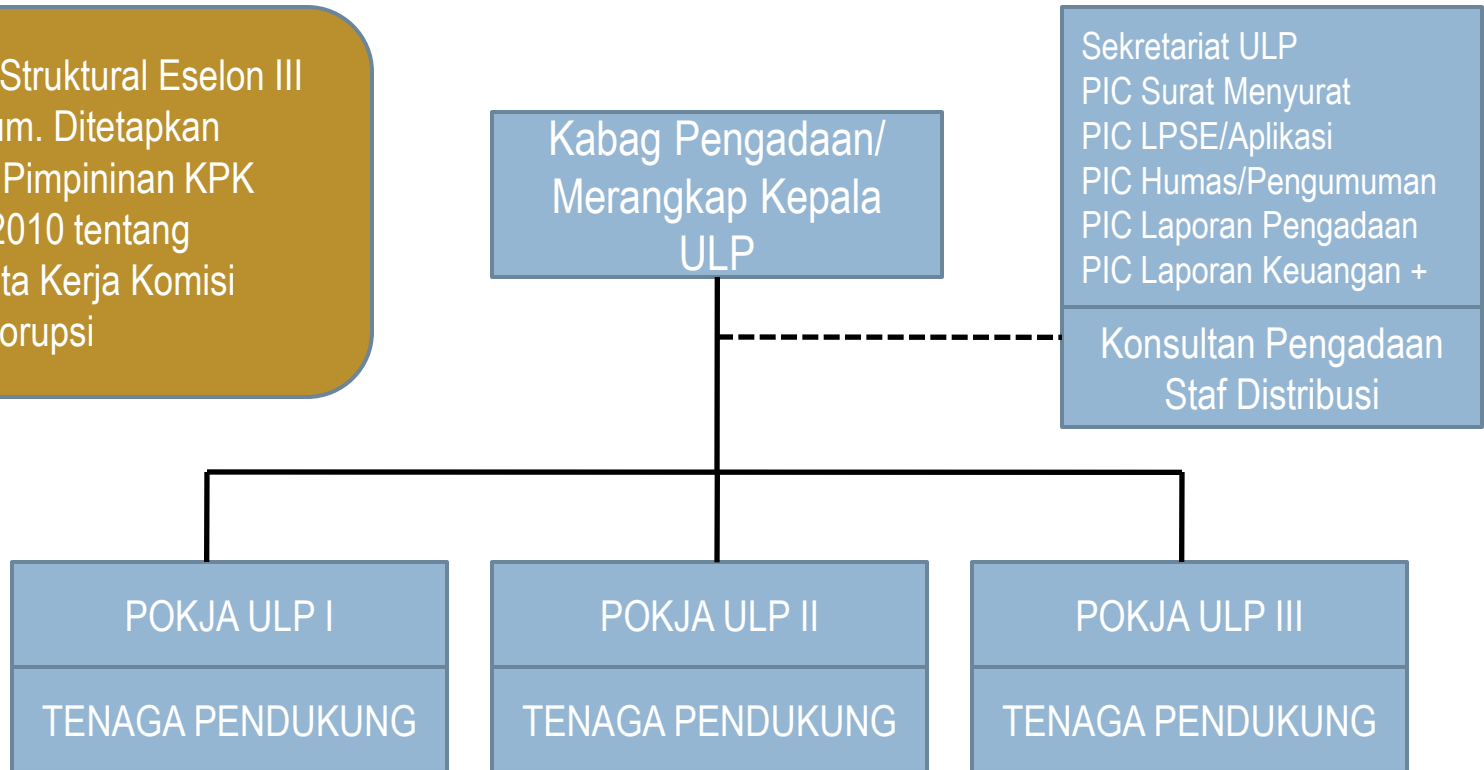 Struktural Eselon III
um. Ditetapkan
Pimpininan KPK
2010 tentang
ta Kerja Komisi
orupsi
Kabag Pengadaan/
Merangkap Kepala
ULP
Sekretariat ULP
PIC Surat Menyurat
PIC LPSE/Aplikasi
PIC Humas/Pengumuman
PIC Laporan Pengadaan
PIC Laporan Keuangan +
Konsultan Pengadaan
Staf Distribusi
POKJA ULP I
POKJA ULP II
POKJA ULP III
TENAGA PENDUKUNG
TENAGA PENDUKUNG
TENAGA PENDUKUNG